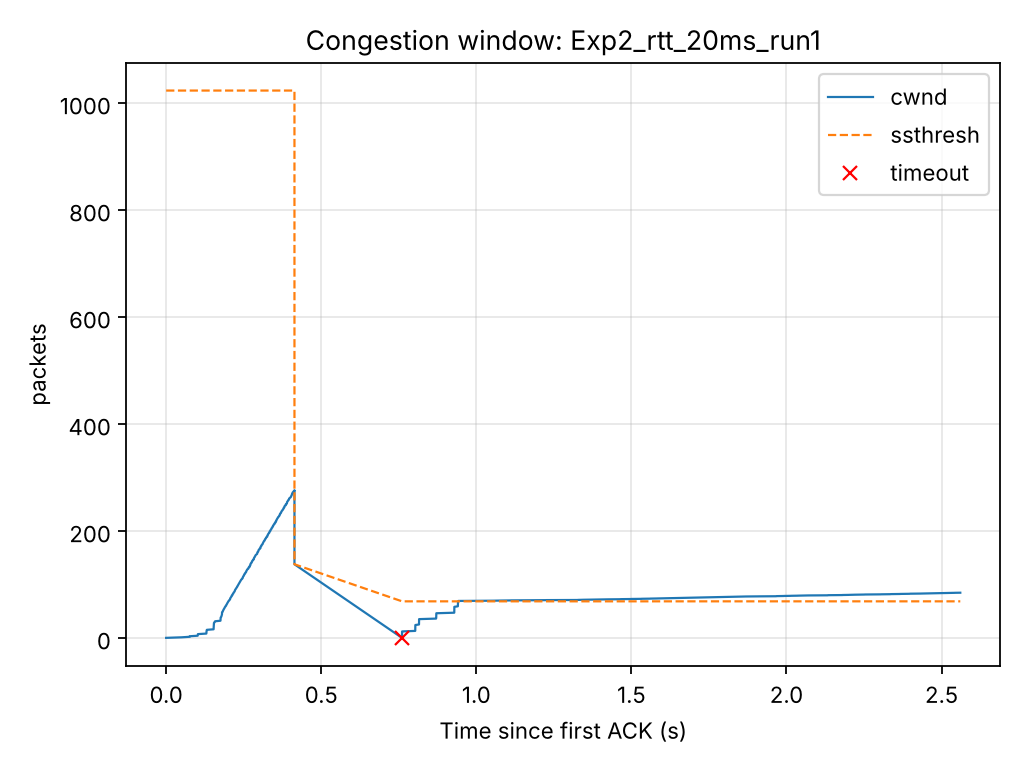 Congestion window: Exp2_rtt_20ms_run1
cwnd
ssthresh
timeout
packets
1000
800
600
400
200
0
0.0 0.5 1.0 1.5 2.0 2.5
Time since first ACK (s)